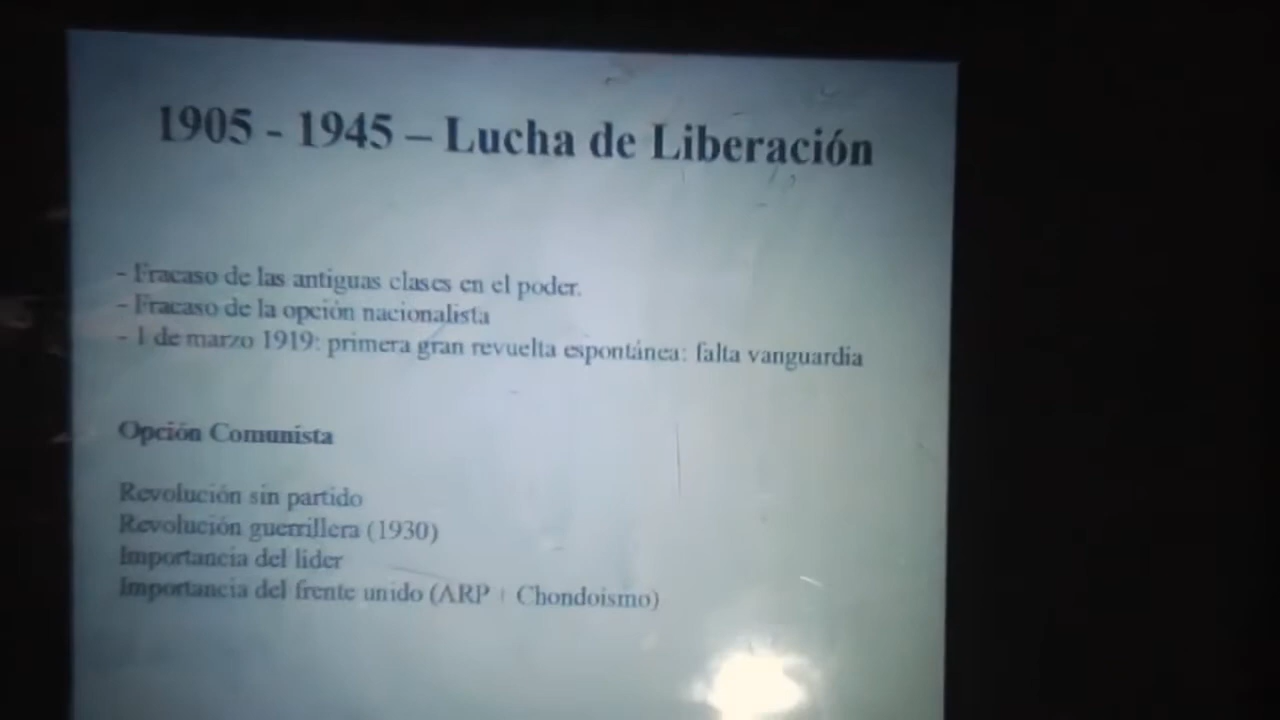 1905 - 1945 – Lucha de Liberación
- Fracaso de las antiguas clases en el poder.
- Fracaso de la opción nacionalista
- 1 de marzo 1919: primera gran revuelta espontánea: falta vanguardia
Opción Comunista
Revolución sin partido
Revolución guerrillera (1930)
Importancia del lider
Importancia del frente unido (ARP + Chondoismo)